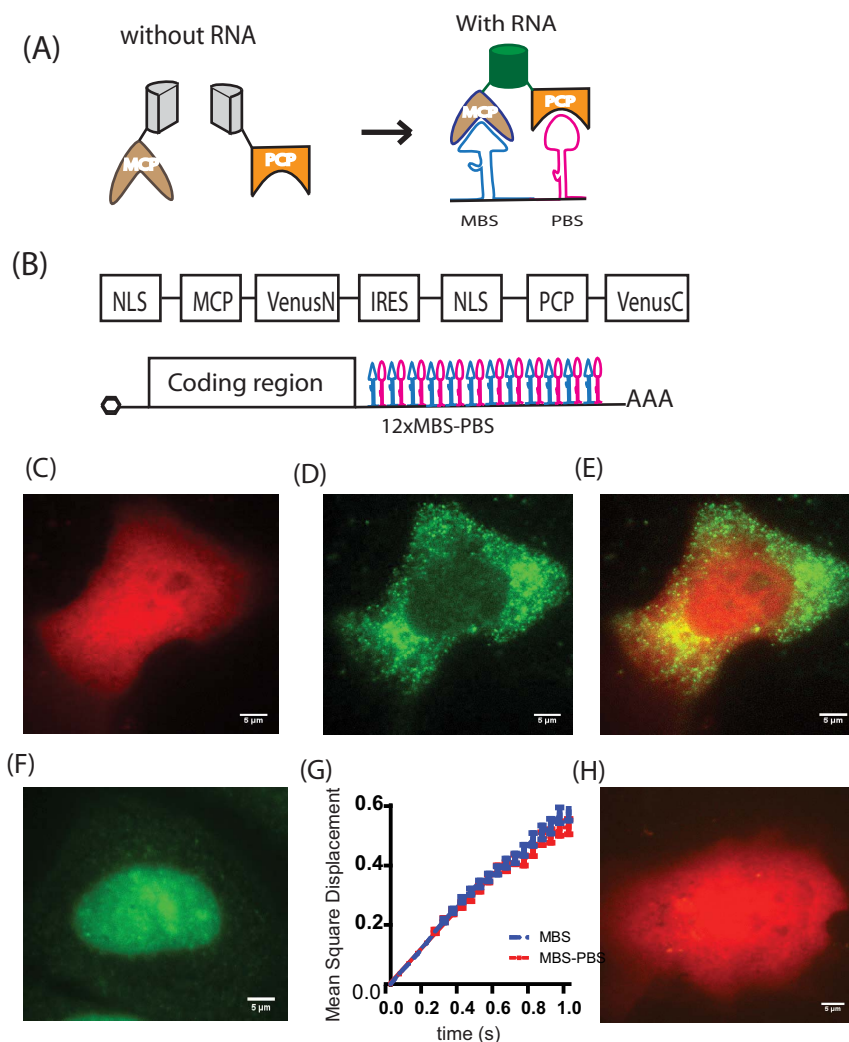 (A)
without RNA
With RNA
MCP
PCP
MCP
PCP
MBS
PBS
(B)
NLS
MCP
VenusN
IRES
NLS
PCP
VenusC
Coding region
AAA
12xMBS-PBS
(C)
(D)
(E)
5 μm
5 μm
5 μm
(F)
(G)
(H)
5 μm
Mean Square Displacement
0.6
0.4
0.2
0.0
0.0
0.2
0.4
0.6
0.8
1.0
time (s)
MBS
MBS-PBS
5 μm